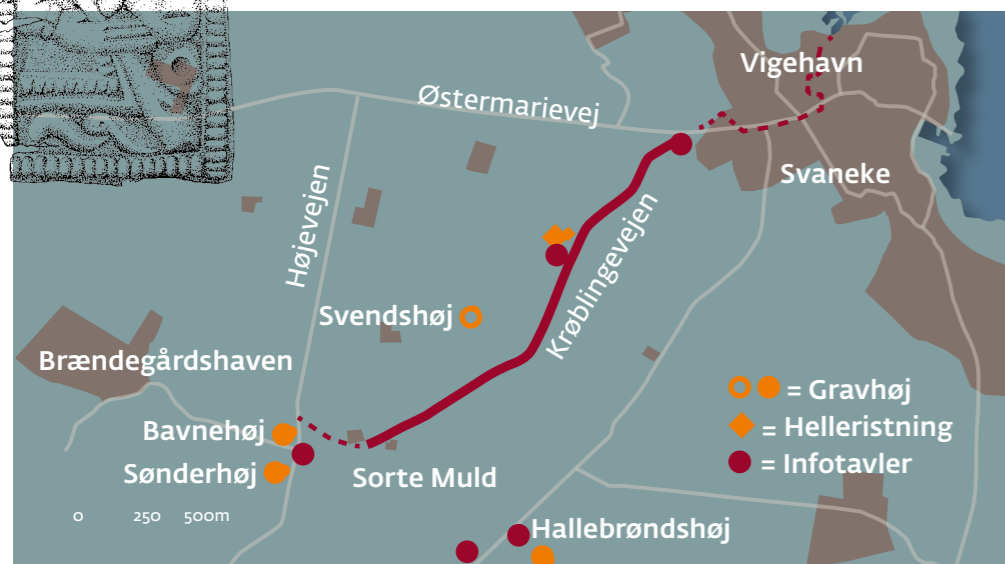 Vigehavn
Østermarievej
Svaneke
Højevejen
Krøblingevejen
Svendshøj
Brændegårdshaven
= Gravhøj
Bavnehøj
= Helleristning
= Infotavler
Sønderhøj
Sorte Muld
0 250 500m
Hallebrøndshøj